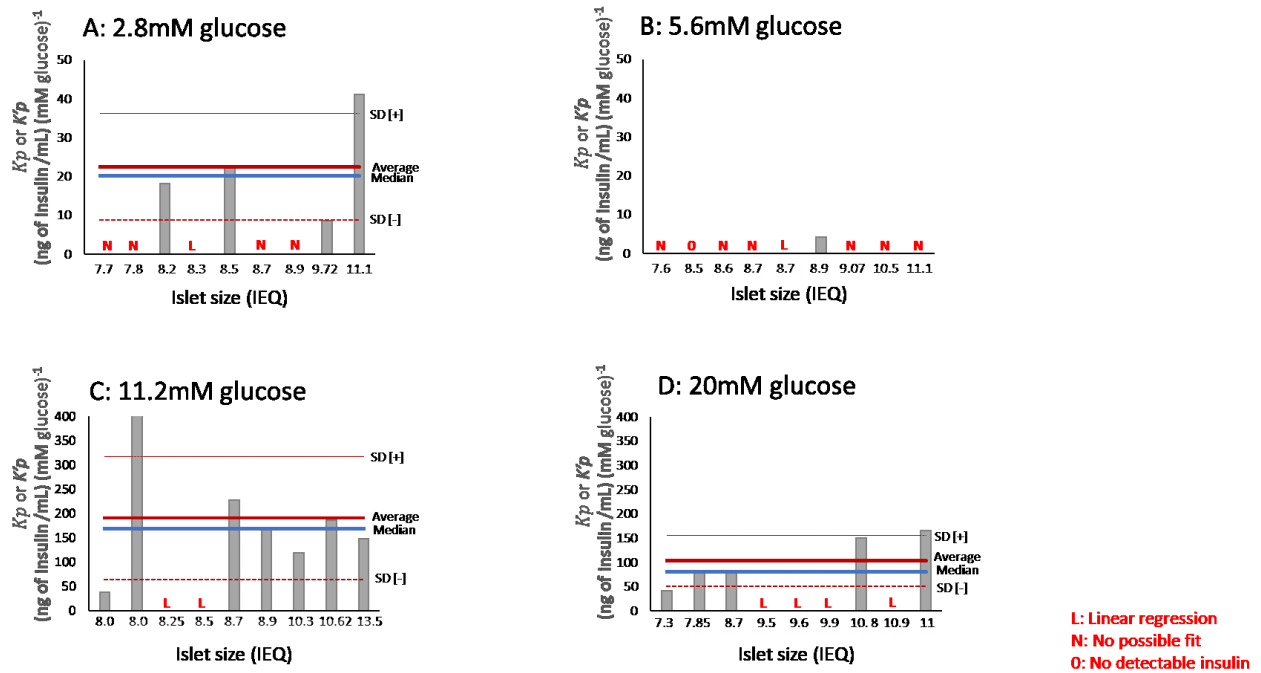 A: 2.8mM glucose
Kp or K'p
(ng of Insulin/mL) (mM glucose)-1
50
40
30
20
10
0
SD [+]
Average
Median
SD [-]
N N L N N
7.7 7.8 8.2 8.3 8.5 8.7 8.9 9.72 11.1
Islet size (IEQ)
B: 5.6mM glucose
Kp or K'p
(ng of Insulin/mL) (mM glucose)-1
50
40
30
20
10
0
N 0 N N L N N N
7.6 8.5 8.6 8.7 8.7 8.9 9.07 10.5 11.1
Islet size (IEQ)
C: 11.2mM glucose
Kp or K'p
(ng of Insulin/mL) (mM glucose)-1
400
350
300
250
200
150
100
50
0
SD [+]
Average
Median
SD [-]
L L
8.0 8.0 8.25 8.5 8.7 8.9 10.3 10.62 13.5
Islet size (IEQ)
D: 20mM glucose
Kp or K'p
(ng of Insulin/mL) (mM glucose)-1
400
350
300
250
200
150
100
50
0
SD [+]
Average
Median
SD [-]
L L L L
7.3 7.85 8.7 9.5 9.6 9.9 10.8 10.9 11
Islet size (IEQ)
L: Linear regression
N: No possible fit
0: No detectable insulin